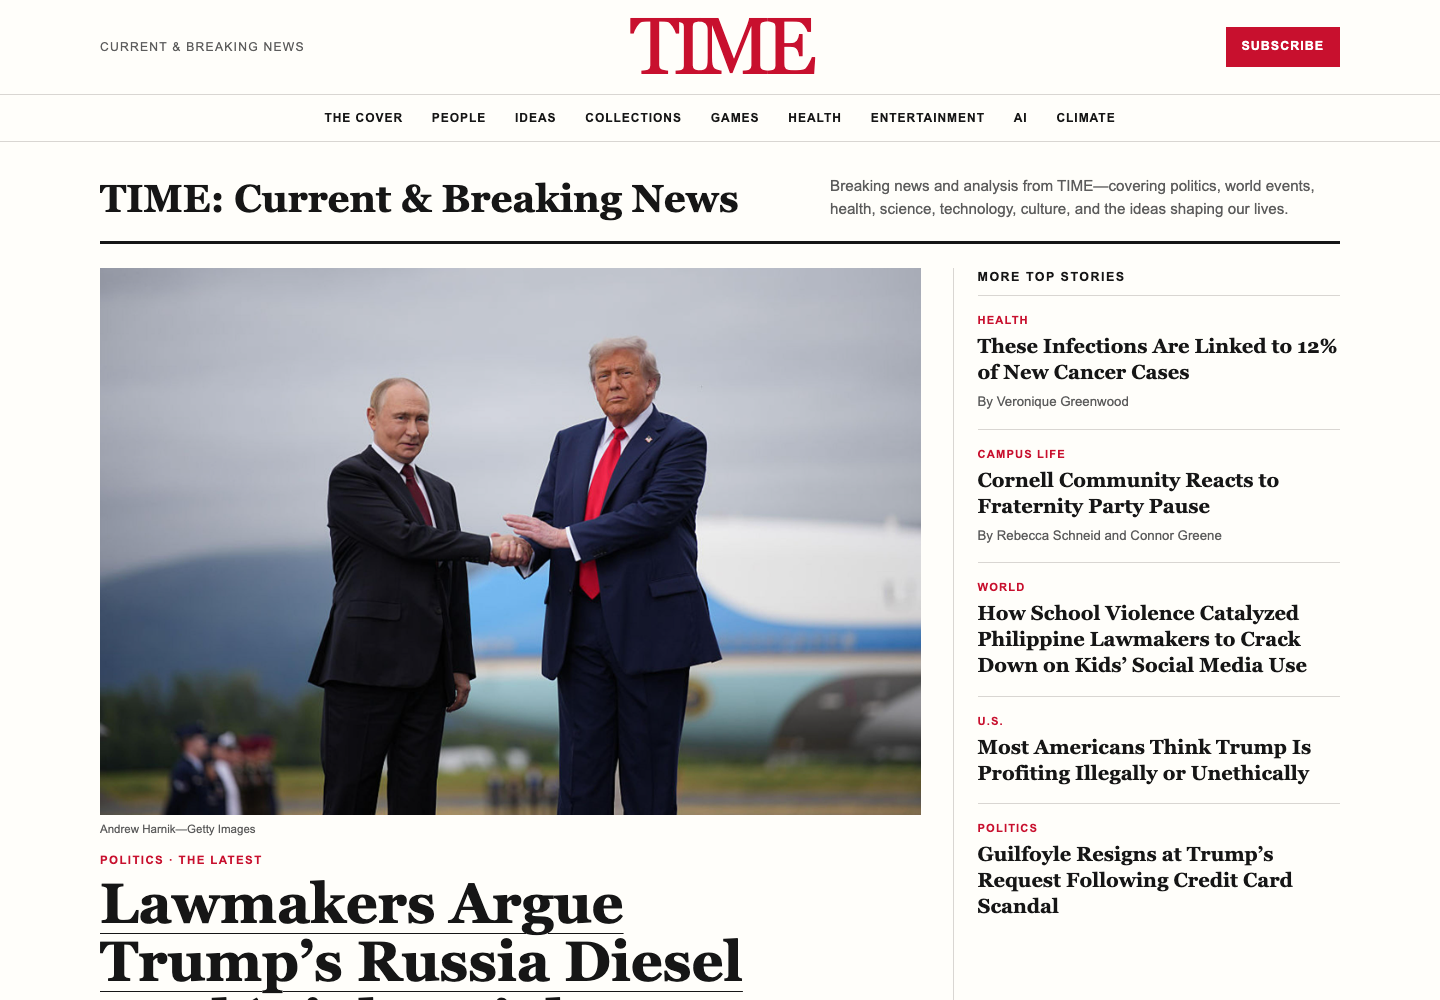 CURRENT & BREAKING NEWS
TIME
SUBSCRIBE
THE COVER PEOPLE IDEAS COLLECTIONS GAMES HEALTH ENTERTAINMENT AI CLIMATE
TIME: Current & Breaking News
Breaking news and analysis from TIME—covering politics, world events,
health, science, technology, culture, and the ideas shaping our lives.
Andrew Harnik—Getty Images
POLITICS · THE LATEST
Lawmakers Argue
Trump’s Russia Diesel
MORE TOP STORIES
HEALTH
These Infections Are Linked to 12%
of New Cancer Cases
By Veronique Greenwood
CAMPUS LIFE
Cornell Community Reacts to
Fraternity Party Pause
By Rebecca Schneid and Connor Greene
WORLD
How School Violence Catalyzed
Philippine Lawmakers to Crack
Down on Kids’ Social Media Use
U.S.
Most Americans Think Trump Is
Profiting Illegally or Unethically
POLITICS
Guilfoyle Resigns at Trump’s
Request Following Credit Card
Scandal